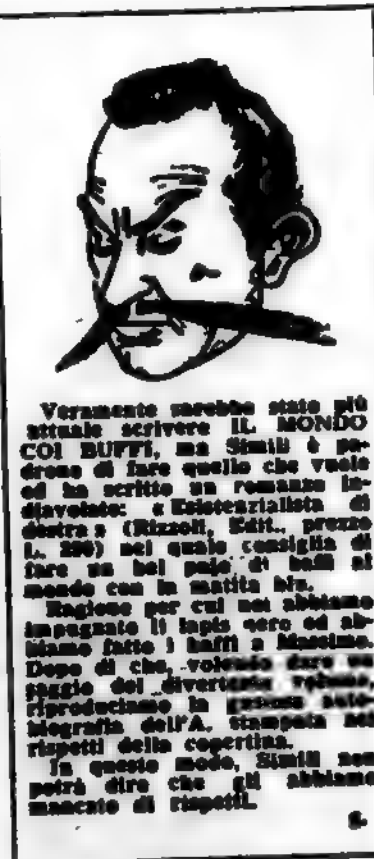 Veramente sarebbe stato più
attuale scrivere IL MONDO
COI BUFFI, ma Simili è pa-
drone di fare quello che vuole
ed ha scritto un romanzo in-
diavolato: « Esistenzialista di
destra » (Rizzoli, Edit., prezzo
L. ) nel quale consiglia di
fare un bel paio di baffi al
mondo con la matita blu.
Ragione per cui noi abbiamo
impugnato il lapis nero ed ab-
biamo fatto i baffi a Massimo.
Dopo di che, volendo dare un
saggio del divertente volume,
riproduciamo la gustosa auto-
biografia dell'A. stampata nei
rispetti della copertina.
In questo modo, Simili non
potrà dire che gli abbiamo
mancato di rispetti.